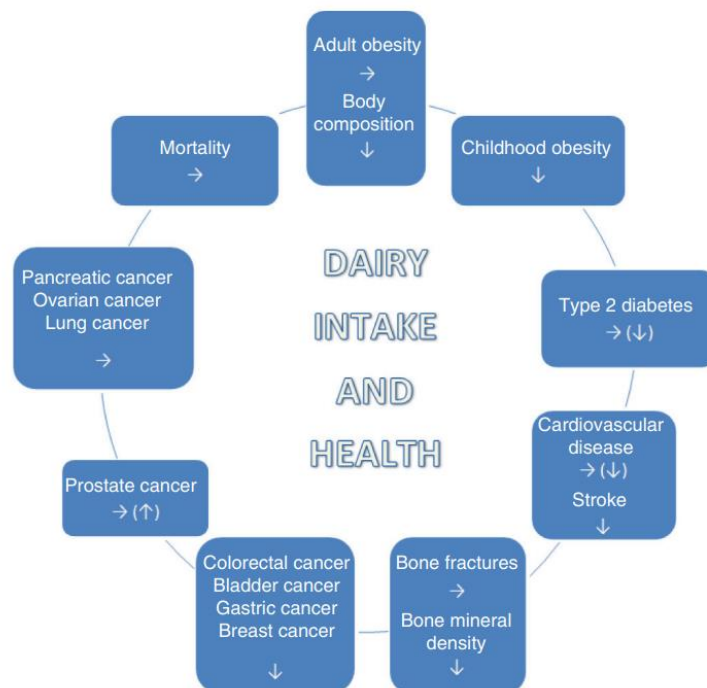 Adult obesity
→
Body
composition
↓
Childhood obesity
↓
Type 2 diabetes
→ (↓)
Cardiovascular
disease
→ (↓)
Stroke
↓
Bone fractures
→
Bone mineral
density
↓
Colorectal cancer
Bladder cancer
Gastric cancer
Breast cancer
↓
Prostate cancer
→ (↑)
Pancreatic cancer
Ovarian cancer
Lung cancer
→
Mortality
→
DAIRY
INTAKE
AND
HEALTH